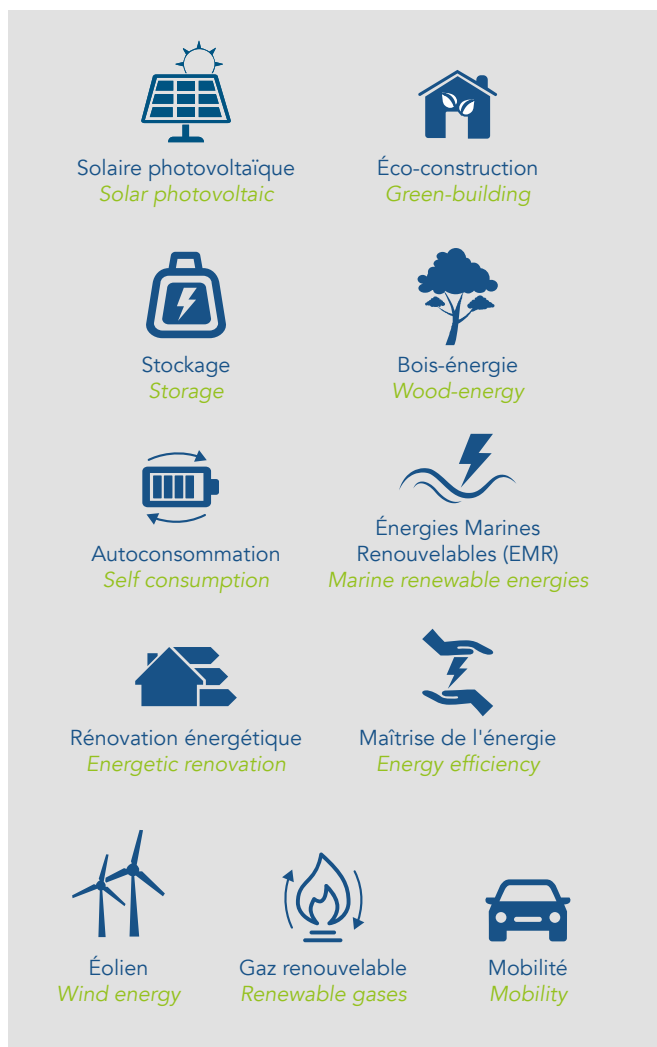 Solaire photovoltaïque
Solar photovoltaic
Éco-construction
Green-building
Stockage
Storage
Bois-énergie
Wood-energy
Autoconsommation
Self consumption
Énergies Marines
Renouvelables (EMR)
Marine renewable energies
Rénovation énergétique
Energetic renovation
Maîtrise de l'énergie
Energy efficiency
Éolien
Wind energy
Gaz renouvelable
Renewable gases
Mobilité
Mobility